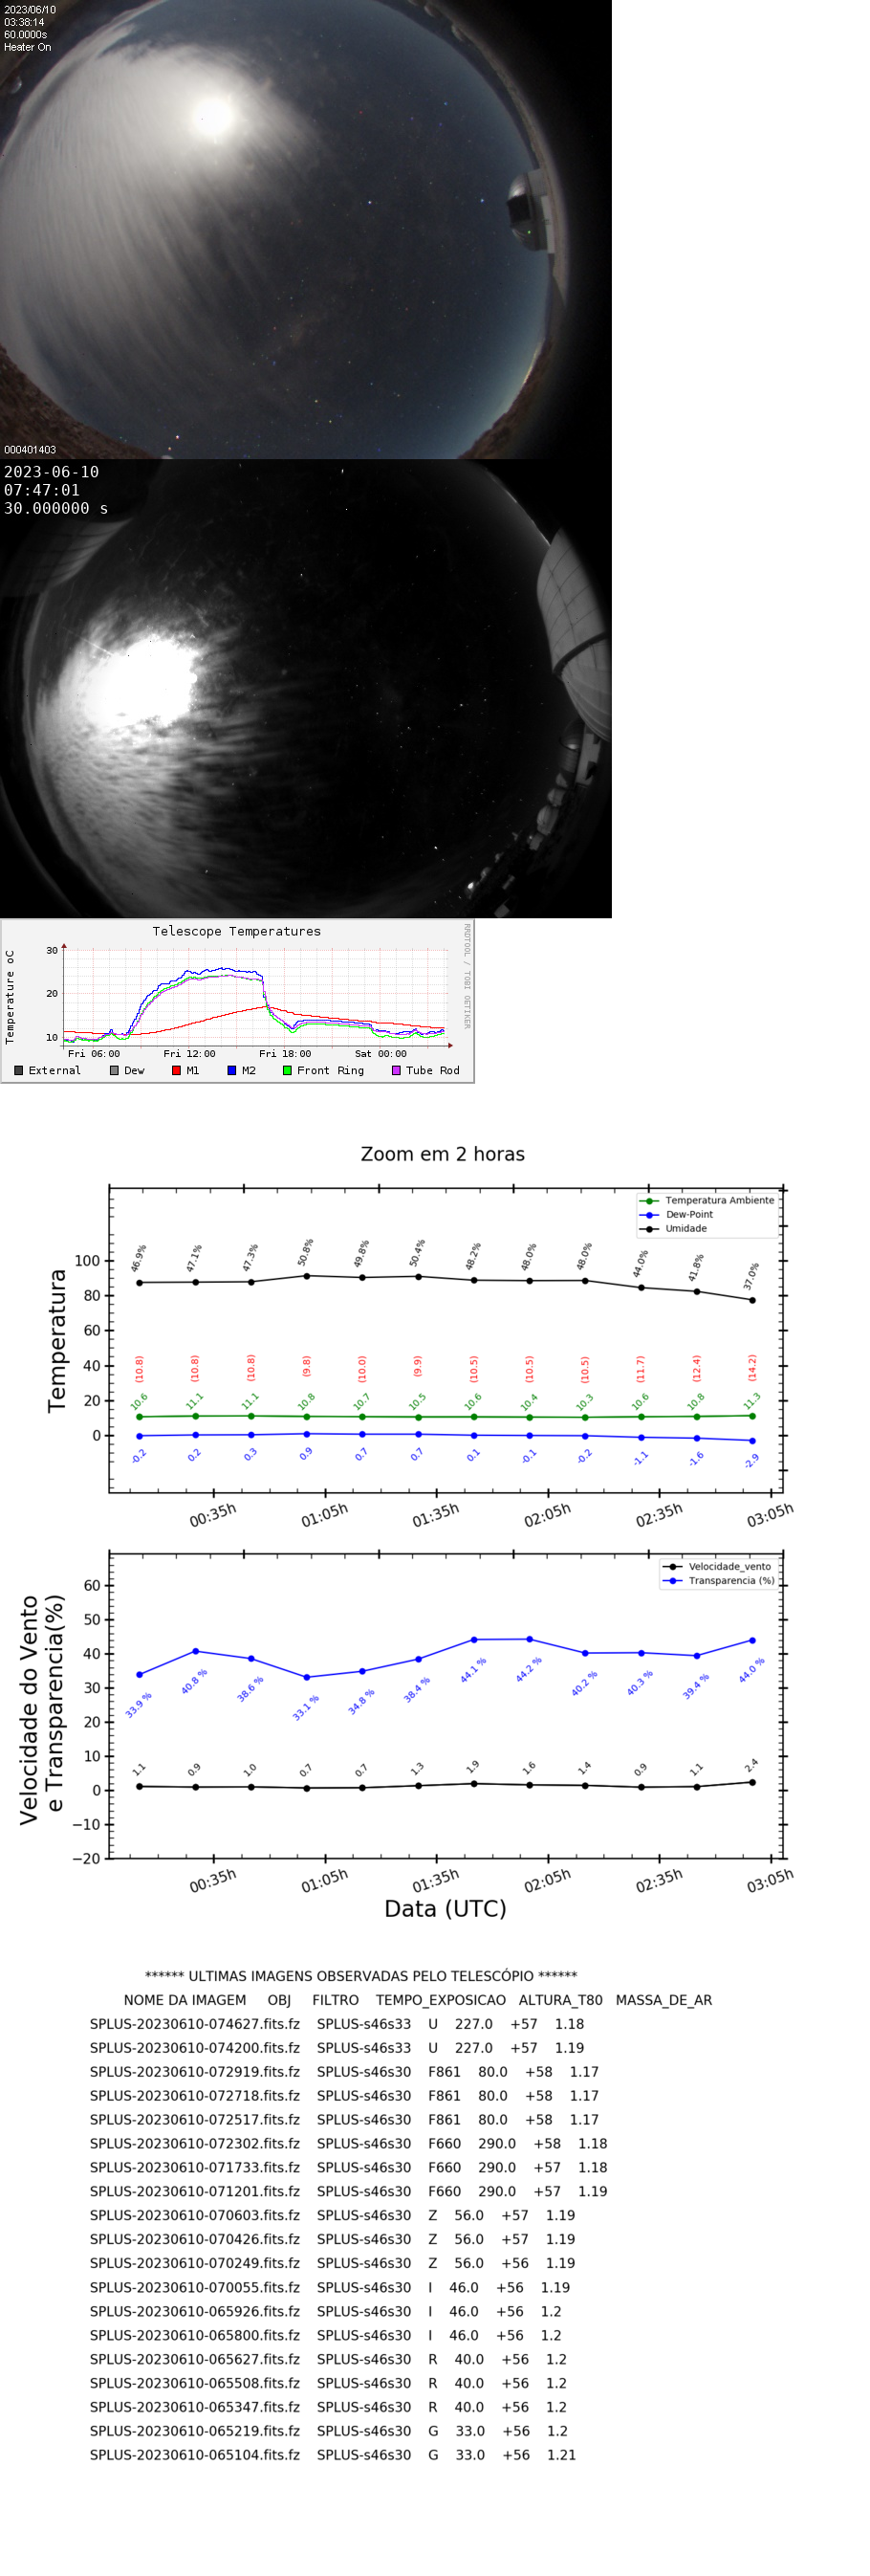 2023/06/10
03:38:14
60.0000s
Heater On
000401403
2023-06-10
07:47:01
30.000000 s
Telescope Temperatures
RRDTOOL / TOBI OETIKER
Temperature oC
30
20
10
Fri 06:00 Fri 12:00 Fri 18:00 Sat 00:00
External Dew M1 M2 Front Ring Tube Rod
Zoom em 2 horas
Temperatura Ambiente
Dew-Point
Umidade
Temperatura
100
80
60
40
20
0
46.9% 47.1% 47.3% 50.8% 49.8% 50.4% 48.2% 48.0% 48.0% 44.0% 41.8% 37.0%
(10.8) (10.8) (10.8) (9.8) (10.0) (9.9) (10.5) (10.5) (10.5) (11.7) (12.4) (14.2)
10.6 11.1 11.1 10.8 10.7 10.5 10.6 10.4 10.3 10.6 10.8 11.3
-0.2 0.2 0.3 0.9 0.7 0.7 0.1 -0.1 -0.2 -1.1 -1.6 -2.9
00:35h 01:05h 01:35h 02:05h 02:35h 03:05h
Velocidade_vento
Transparencia (%)
Velocidade do Vento
e Transparencia(%)
60
50
40
30
20
10
0
−10
−20
33.9 % 40.8 % 38.6 % 33.1 % 34.8 % 38.4 % 44.1 % 44.2 % 40.2 % 40.3 % 39.4 % 44.0 %
1.1 0.9 1.0 0.7 0.7 1.3 1.9 1.6 1.4 0.9 1.1 2.4
00:35h 01:05h 01:35h 02:05h 02:35h 03:05h
Data (UTC)
****** ULTIMAS IMAGENS OBSERVADAS PELO TELESCÓPIO ******
NOME DA IMAGEM OBJ FILTRO TEMPO_EXPOSICAO ALTURA_T80 MASSA_DE_AR
SPLUS-20230610-074627.fits.fz SPLUS-s46s33 U 227.0 +57 1.18
SPLUS-20230610-074200.fits.fz SPLUS-s46s33 U 227.0 +57 1.19
SPLUS-20230610-072919.fits.fz SPLUS-s46s30 F861 80.0 +58 1.17
SPLUS-20230610-072718.fits.fz SPLUS-s46s30 F861 80.0 +58 1.17
SPLUS-20230610-072517.fits.fz SPLUS-s46s30 F861 80.0 +58 1.17
SPLUS-20230610-072302.fits.fz SPLUS-s46s30 F660 290.0 +58 1.18
SPLUS-20230610-071733.fits.fz SPLUS-s46s30 F660 290.0 +57 1.18
SPLUS-20230610-071201.fits.fz SPLUS-s46s30 F660 290.0 +57 1.19
SPLUS-20230610-070603.fits.fz SPLUS-s46s30 Z 56.0 +57 1.19
SPLUS-20230610-070426.fits.fz SPLUS-s46s30 Z 56.0 +57 1.19
SPLUS-20230610-070249.fits.fz SPLUS-s46s30 Z 56.0 +56 1.19
SPLUS-20230610-070055.fits.fz SPLUS-s46s30 I 46.0 +56 1.19
SPLUS-20230610-065926.fits.fz SPLUS-s46s30 I 46.0 +56 1.2
SPLUS-20230610-065800.fits.fz SPLUS-s46s30 I 46.0 +56 1.2
SPLUS-20230610-065627.fits.fz SPLUS-s46s30 R 40.0 +56 1.2
SPLUS-20230610-065508.fits.fz SPLUS-s46s30 R 40.0 +56 1.2
SPLUS-20230610-065347.fits.fz SPLUS-s46s30 R 40.0 +56 1.2
SPLUS-20230610-065219.fits.fz SPLUS-s46s30 G 33.0 +56 1.2
SPLUS-20230610-065104.fits.fz SPLUS-s46s30 G 33.0 +56 1.21